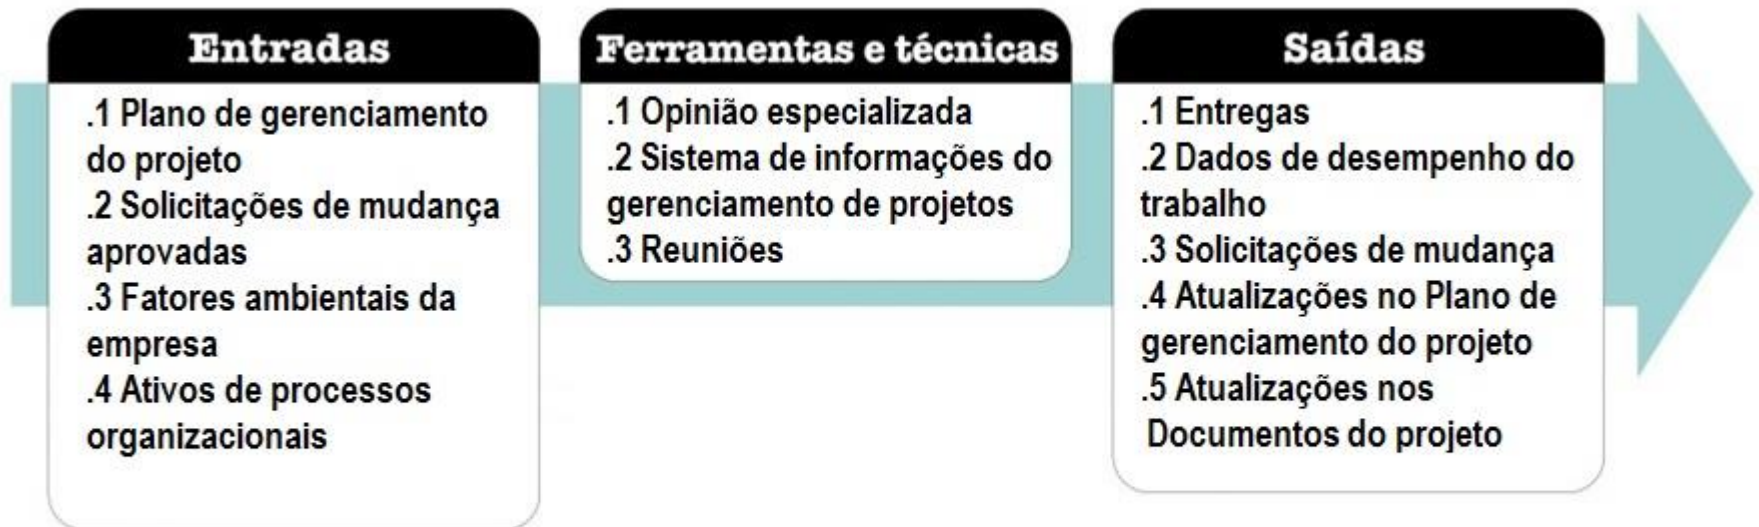 Entradas
.1 Plano de gerenciamento
do projeto
.2 Solicitações de mudança
aprovadas
.3 Fatores ambientais da
empresa
.4 Ativos de processos
organizacionais
Ferramentas e técnicas
.1 Opinião especializada
.2 Sistema de informações do
gerenciamento de projetos
.3 Reuniões
Saídas
.1 Entregas
.2 Dados de desempenho do
trabalho
.3 Solicitações de mudança
.4 Atualizações no Plano de
gerenciamento do projeto
.5 Atualizações nos
Documentos do projeto